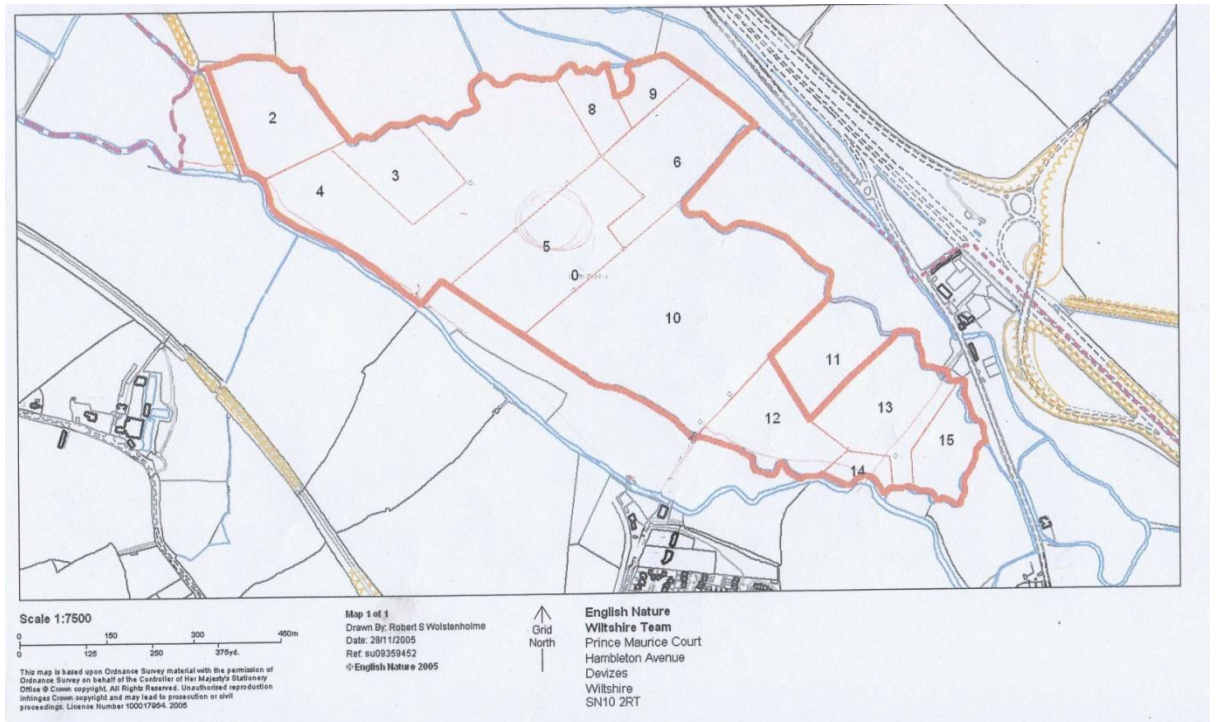 2
8
9
3
6
4
5
0
10
11
12
13
15
14
Scale 1:7500
0 150 300 450m
0 125 250 375yd.
This map is based upon Ordnance Survey material with the permission of
Ordnance Survey on behalf of the Controller of Her Majesty's Stationery
Office © Crown copyright. All Rights Reserved. Unauthorised reproduction
infringes Crown copyright and may lead to prosecution or civil
proceedings. Licence Number 100017954. 2005
Map 1 of 1
Drawn By: Robert S Wolstenholme
Date: 28/11/2005
Ref: su09359452
© English Nature 2005
Grid
North
English Nature
Wiltshire Team
Prince Maurice Court
Hambleton Avenue
Devizes
Wiltshire
SN10 2RT